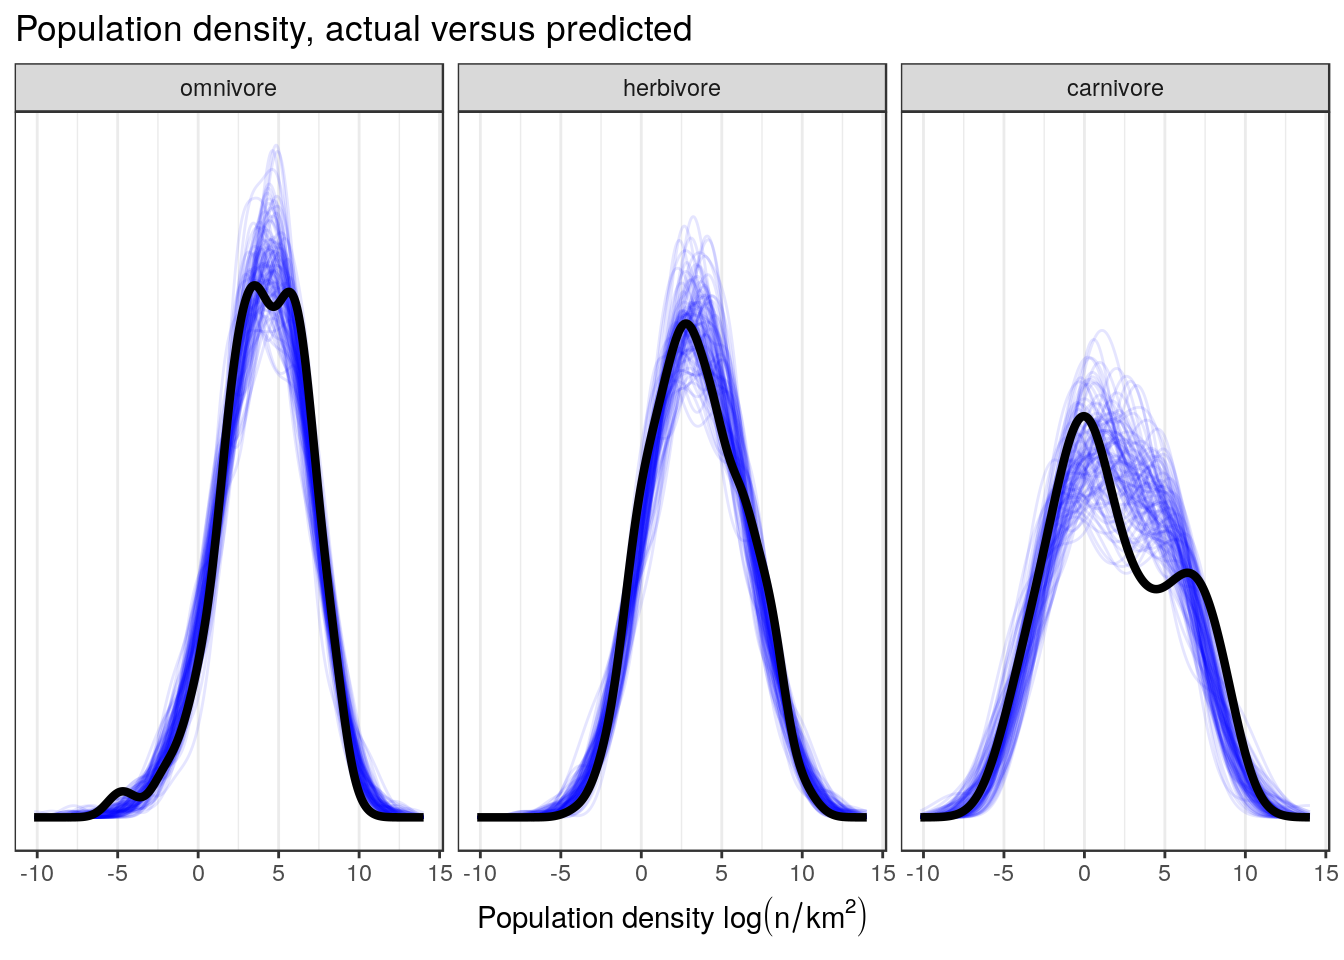 Population density, actual versus predicted
omnivore herbivore carnivore
-10 -5 0 5 10 15 -10 -5 0 5 10 15 -10 -5 0 5 10 15
Population density log(n/km²)